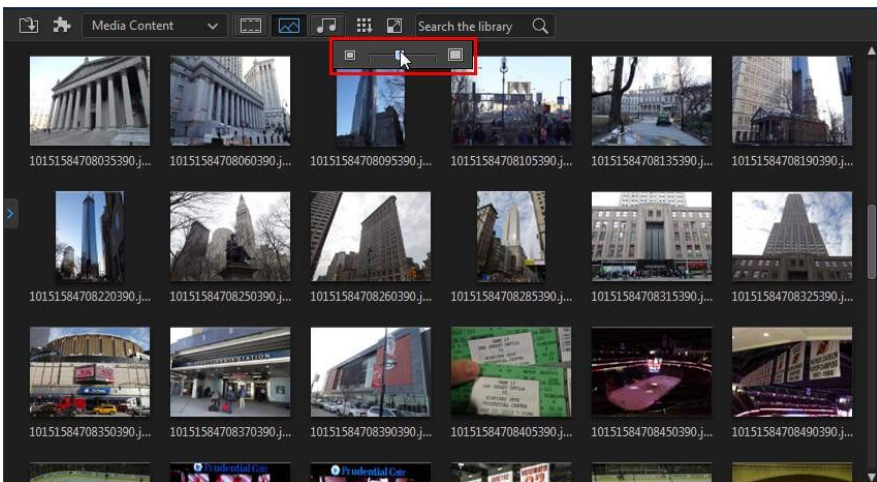 Media Content
Search the library
10151584708035390.j...
10151584708060390.j...
10151584708095390.j...
10151584708105390.j...
10151584708135390.j...
10151584708190390.j...
10151584708220390.j...
10151584708250390.j...
10151584708260390.j...
10151584708285390.j...
10151584708315390.j...
10151584708325390.j...
10151584708350390.j...
10151584708370390.j...
10151584708390390.j...
10151584708405390.j...
10151584708450390.j...
10151584708490390.j...
Prudential Cen
Prudential Cen